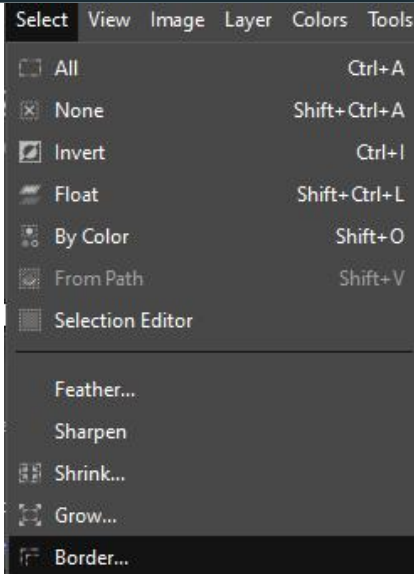 Select View Image Layer Colors Tools
All Ctrl+A
None Shift+Ctrl+A
Invert Ctrl+I
Float Shift+Ctrl+L
By Color Shift+O
From Path Shift+V
Selection Editor
Feather...
Sharpen
Shrink...
Grow...
Border...